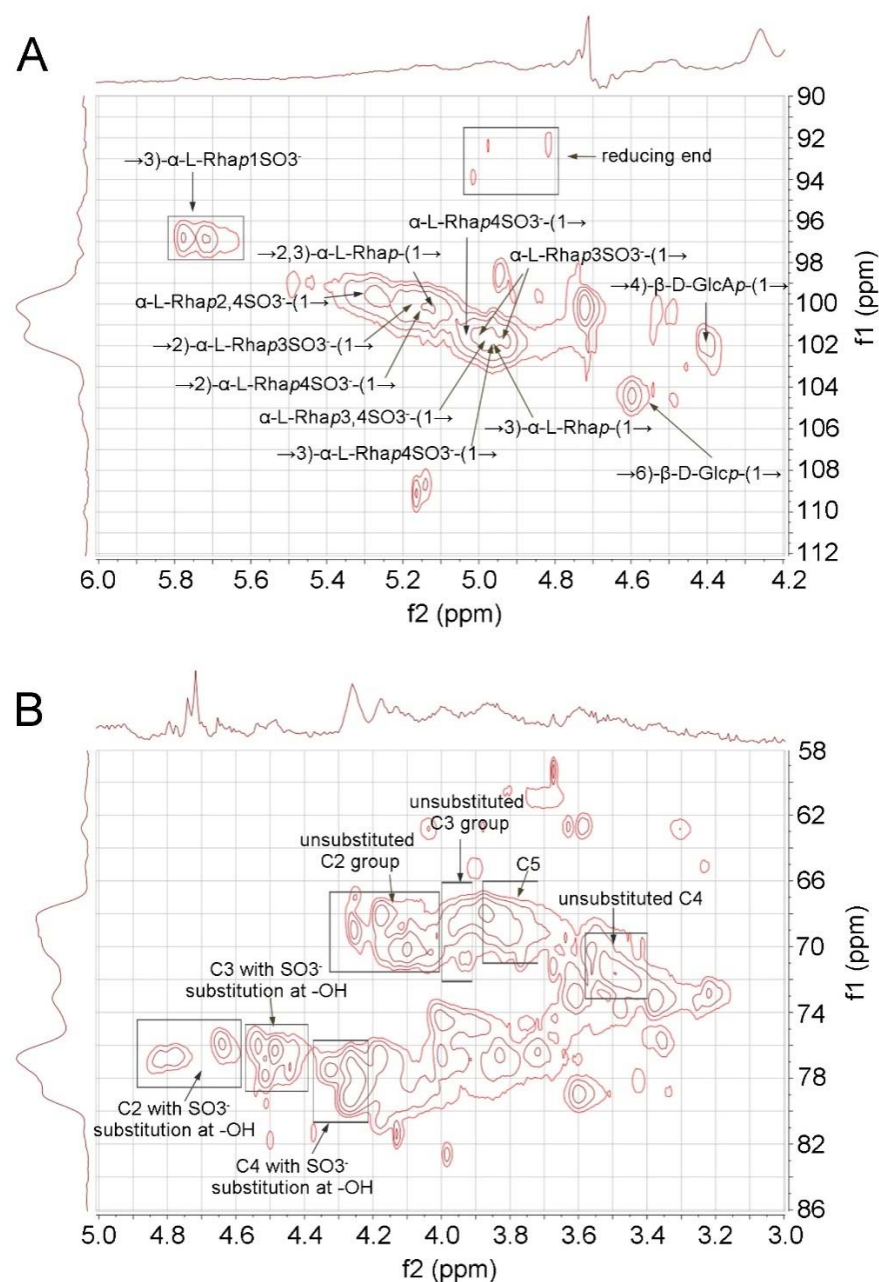 A
90
92
94
96
98
100
102
104
106
108
110
112
f1 (ppm)
→3)-α-L-Rhap1SO3-
reducing end
α-L-Rhap4SO3--(1→
→2,3)-α-L-Rhap-(1→
α-L-Rhap3SO3--(1→
→4)-β-D-GlcAp-(1→
α-L-Rhap2,4SO3--(1→
→2)-α-L-Rhap3SO3--(1→
→2)-α-L-Rhap4SO3--(1→
α-L-Rhap3,4SO3--(1→
→3)-α-L-Rhap-(1→
→3)-α-L-Rhap4SO3--(1→
→6)-β-D-Glcp-(1→
6.0 5.8 5.6 5.4 5.2 5.0 4.8 4.6 4.4 4.2
f2 (ppm)
B
58
62
66
70
74
78
82
86
f1 (ppm)
unsubstituted
C3 group
unsubstituted
C2 group
C5
unsubstituted C4
C3 with SO3-
substitution at -OH
C2 with SO3-
substitution at -OH
C4 with SO3-
substitution at -OH
5.0 4.8 4.6 4.4 4.2 4.0 3.8 3.6 3.4 3.2 3.0
f2 (ppm)